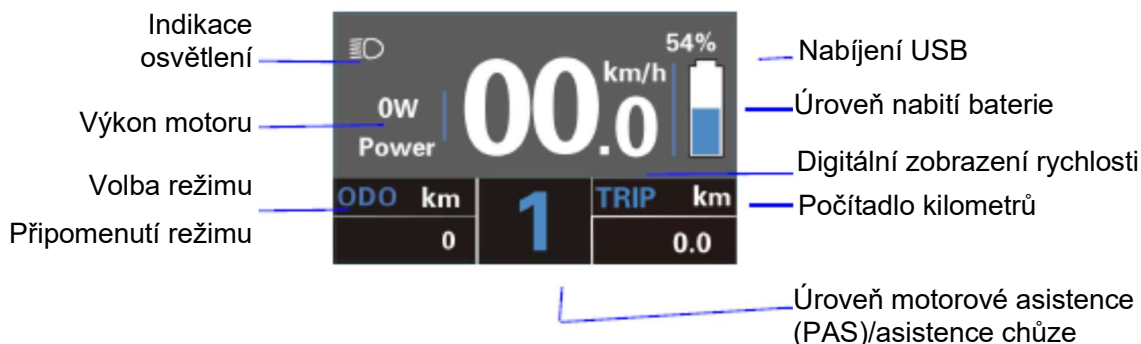 Indikace
osvětlení
Výkon motoru
Volba režimu
Připomenutí režimu
54%
km/h
00.0
0W
Power
ODO km
0
1
TRIP km
0.0
Nabíjení USB
Úroveň nabití baterie
Digitální zobrazení rychlosti
Počítadlo kilometrů
Úroveň motorové asistence
(PAS)/asistence chůze